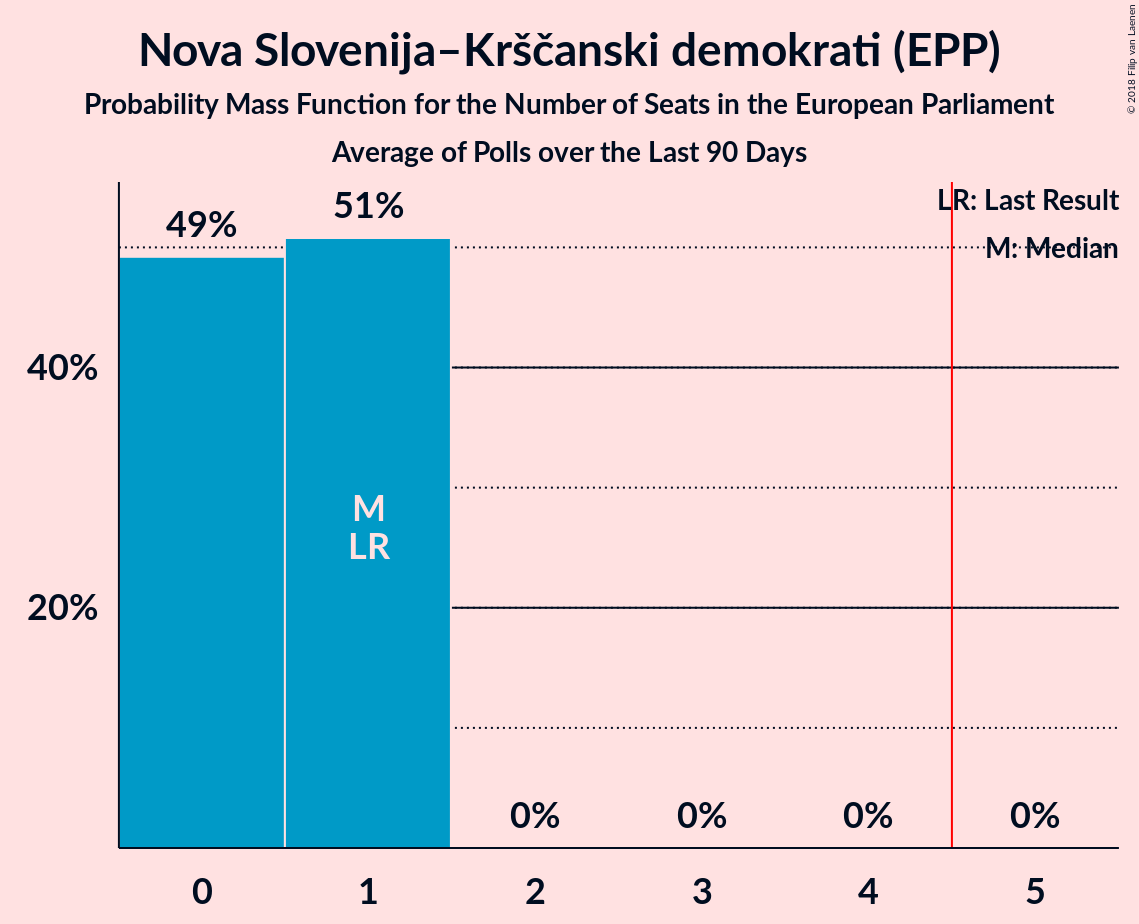 Nova Slovenija–Krščanski demokrati (EPP)
Probability Mass Function for the Number of Seats in the European Parliament
Average of Polls over the Last 90 Days
© 2018 Filip van Laenen
LR: Last Result
M: Median
49%
51%
40%
20%
M
LR
0%
0%
0%
0%
0
1
2
3
4
5